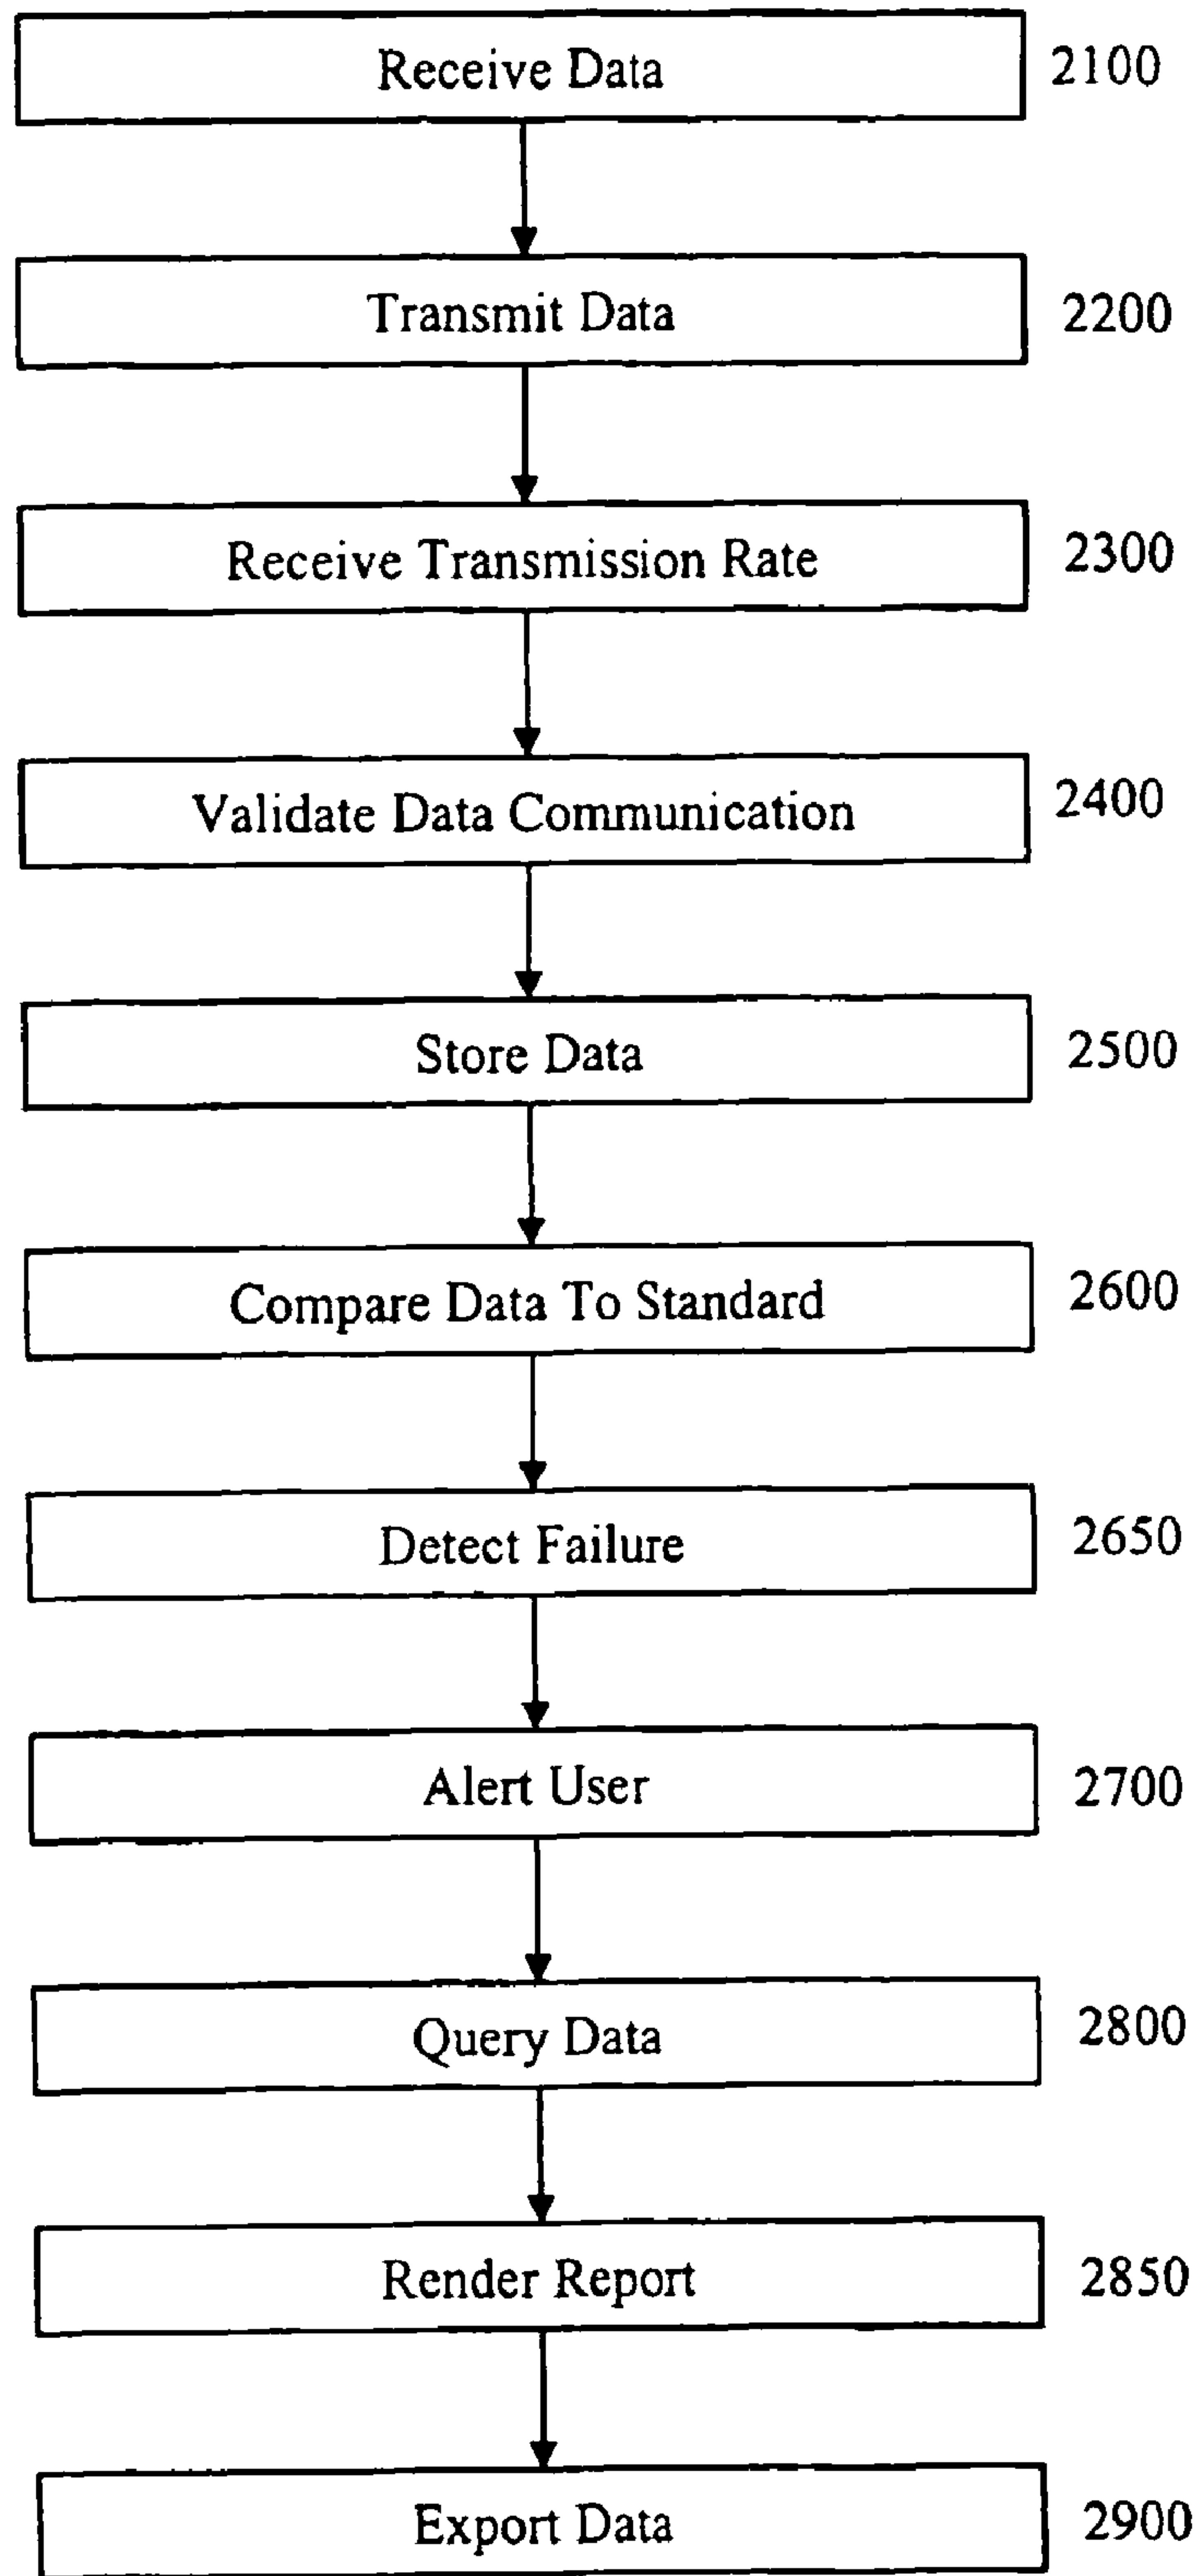 Receive Data 2100
Transmit Data 2200
Receive Transmission Rate 2300
Validate Data Communication 2400
Store Data 2500
Compare Data To Standard 2600
Detect Failure 2650
Alert User 2700
Query Data 2800
Render Report 2850
Export Data 2900